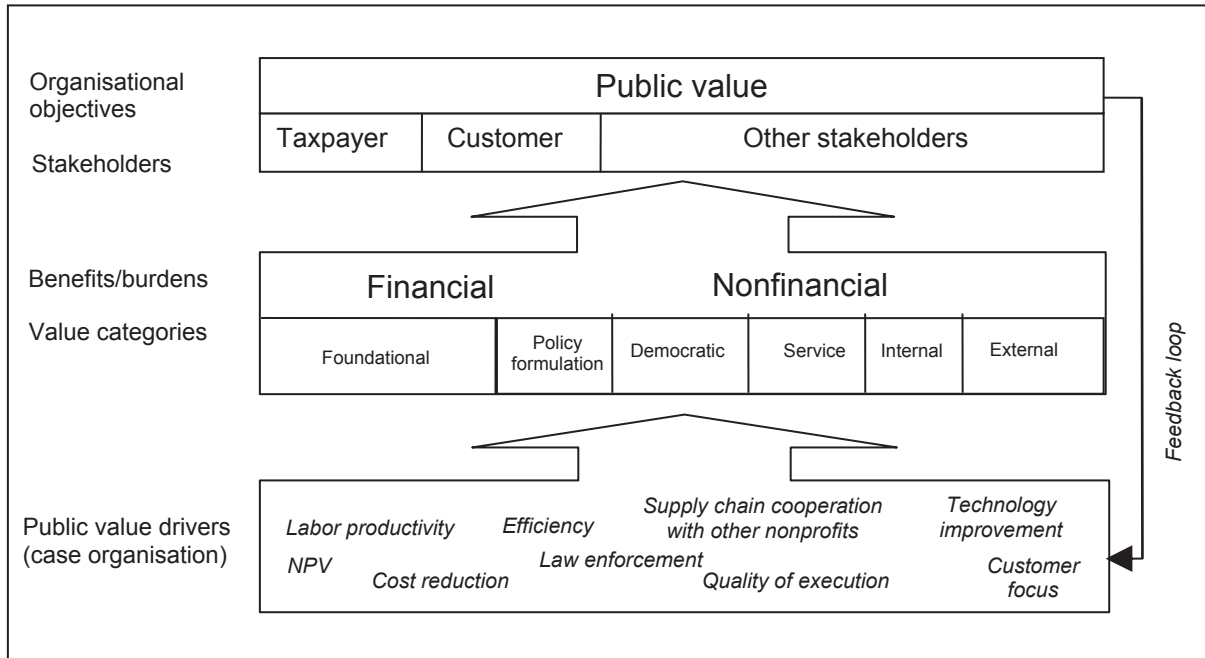 Organisational
objectives
Public value
Stakeholders
Taxpayer
Customer
Other stakeholders
Benefits/burdens
Financial
Nonfinancial
Value categories
Foundational
Policy
formulation
Democratic
Service
Internal
External
Feedback loop
Public value drivers
(case organisation)
Labor productivity
Efficiency
Supply chain cooperation
with other nonprofits
Technology
improvement
NPV
Cost reduction
Law enforcement
Quality of execution
Customer
focus